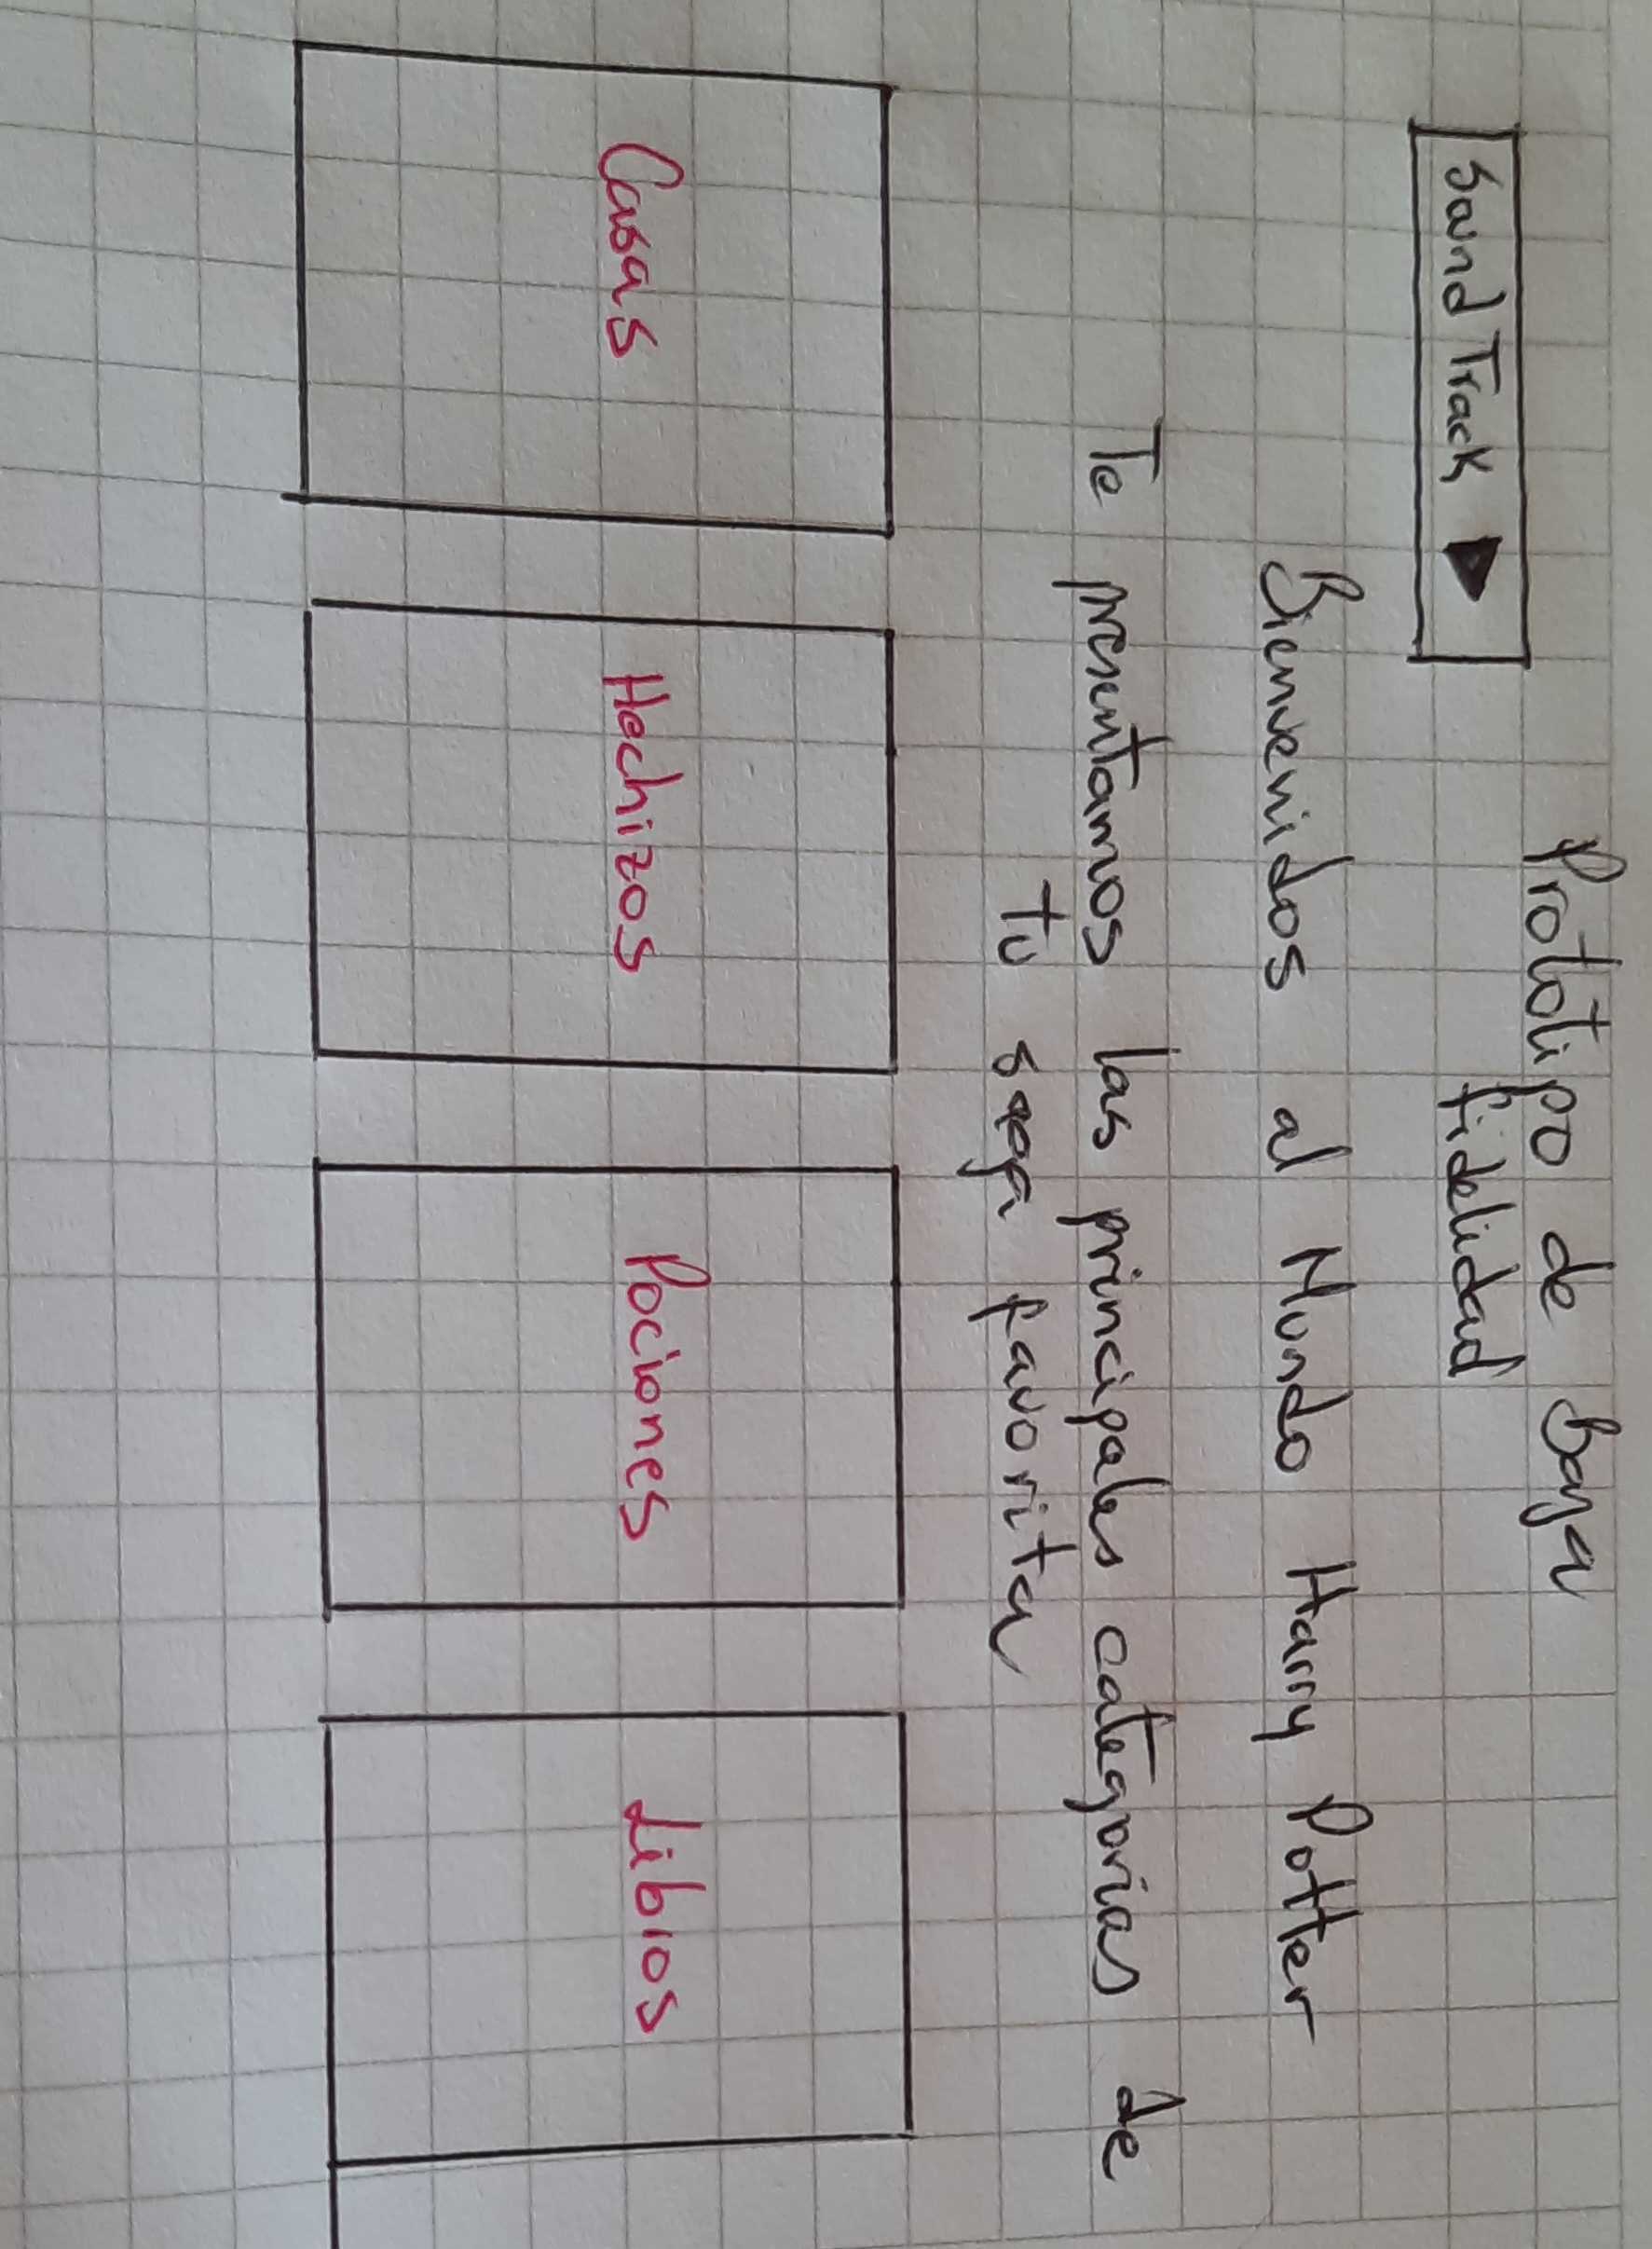 Prototipo de Baja
fidelidad
Sound Track
Bienvenidos al Mundo Harry Potter
Te presentamos las principales categorias de
tu saga favorita
Casas
Hechizos
Pociones
Libros